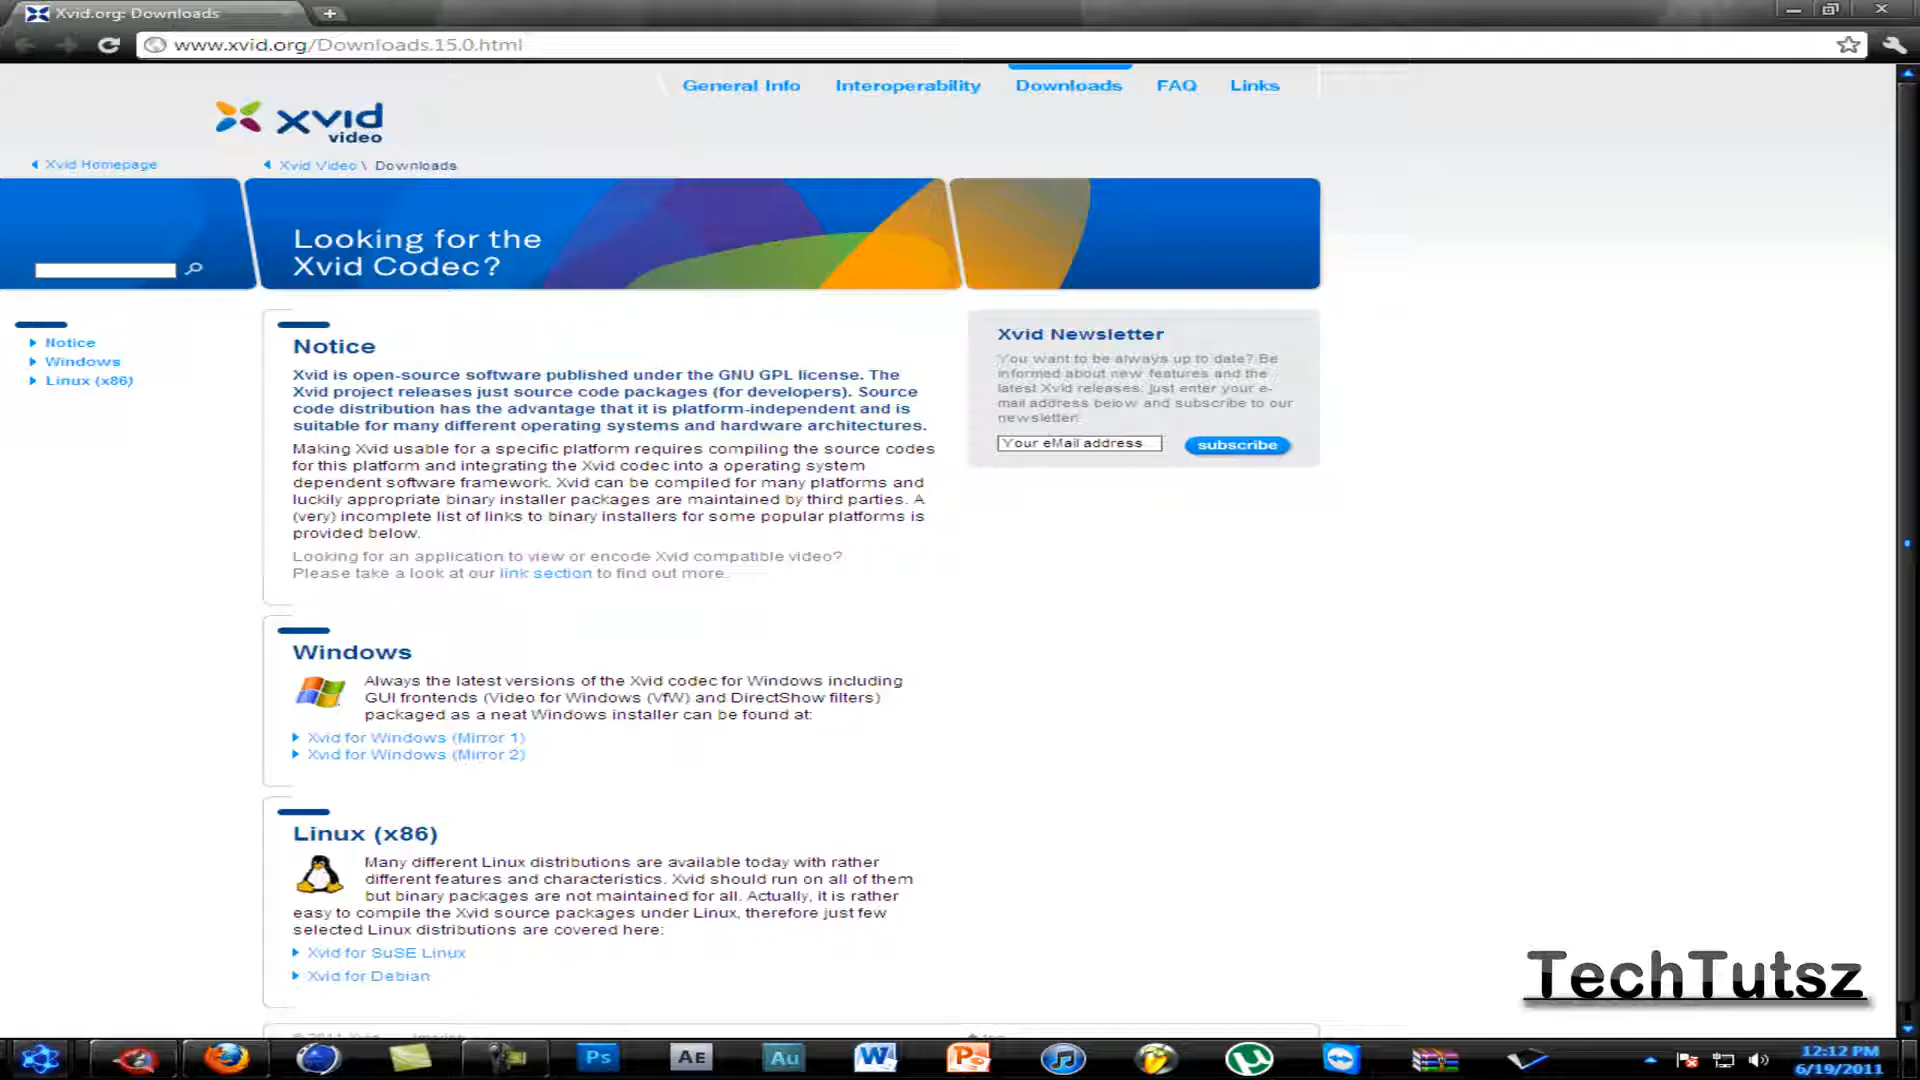 Xvid.org: Downloads
www.xvid.org/Downloads.15.0.html
General Info Interoperability Downloads FAQ Links
xvid
video
Xvid Homepage
Xvid Video \ Downloads
Looking for the
Xvid Codec?
Notice
Windows
Linux (x86)
Notice
Xvid is open-source software published under the GNU GPL license. The
Xvid project releases just source code packages (for developers). Source
code distribution has the advantage that it is platform-independent and is
suitable for many different operating systems and hardware architectures.
Making Xvid usable for a specific platform requires compiling the source codes
for this platform and integrating the Xvid codec into a operating system
dependent software framework. Xvid can be compiled for many platforms and
luckily appropriate binary installer packages are maintained by third parties. A
(very) incomplete list of links to binary installers for some popular platforms is
provided below.
Looking for an application to view or encode Xvid compatible video?
Please take a look at our link section to find out more.
Xvid Newsletter
You want to be always up to date? Be
informed about new features and the
latest Xvid releases: just enter your e-
mail address below and subscribe to our
newsletter!
Your eMail address
subscribe
Windows
Always the latest versions of the Xvid codec for Windows including
GUI frontends (Video for Windows (VfW) and DirectShow filters)
packaged as a neat Windows installer can be found at:
Xvid for Windows (Mirror 1)
Xvid for Windows (Mirror 2)
Linux (x86)
Many different Linux distributions are available today with rather
different features and characteristics. Xvid should run on all of them
but binary packages are not maintained for all. Actually, it is rather
easy to compile the Xvid source packages under Linux, therefore just few
selected Linux distributions are covered here:
Xvid for SuSE Linux
Xvid for Debian
TechTutsz
Ps AE Au W P
12:12 PM
6/19/2011